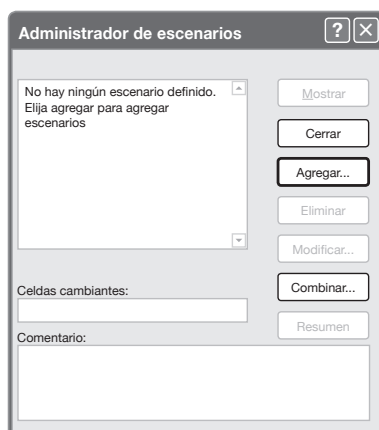 Administrador de escenarios
?
No hay ningún escenario definido.
Elija agregar para agregar
escenarios
Mostrar
Cerrar
Agregar...
Eliminar
Modificar...
Combinar...
Resumen
Celdas cambiantes:
Comentario: